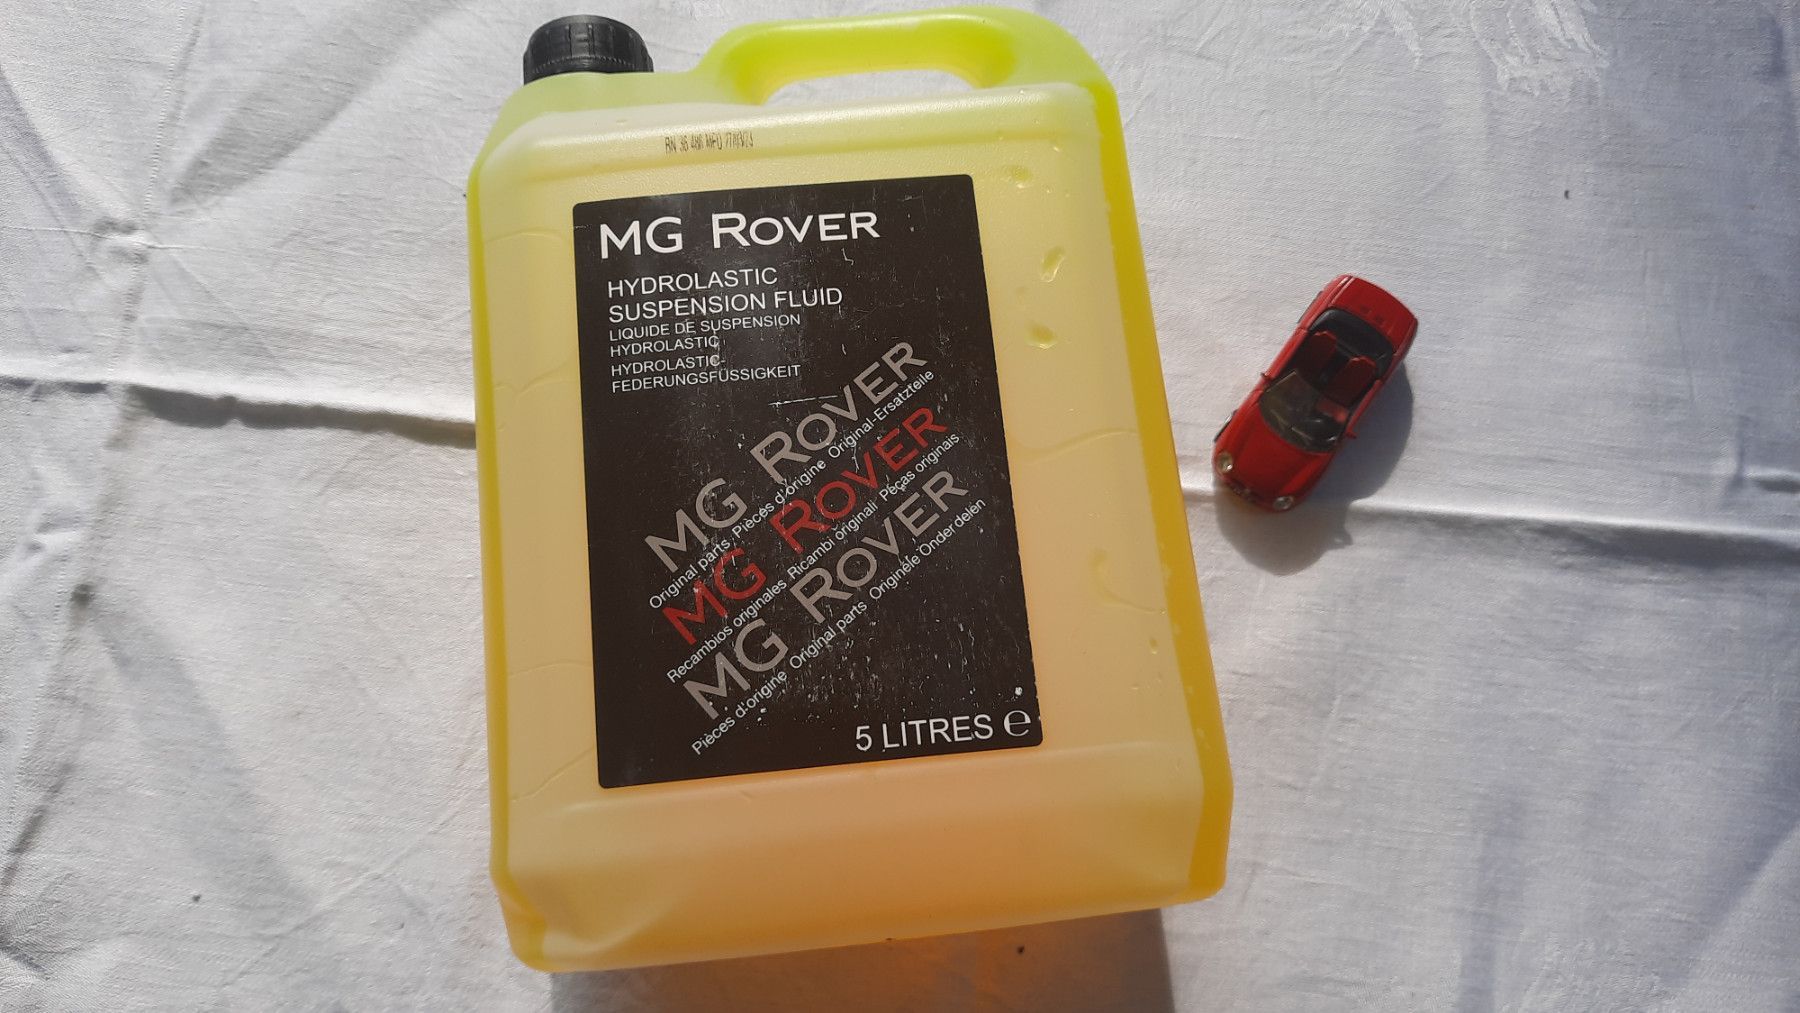 MG ROVER
HYDROLASTIC
SUSPENSION FLUID
LIQUIDE DE SUSPENSION
HYDROLASTIC
HYDROLASTIC-
FEDERUNGSFÜSSIGKEIT
MG ROVER
Original parts Pièces d'origine Original-Ersatzteile
MG ROVER
Recambios originales Ricambi originali Peças originais
MG ROVER
Pièces d'origine Original parts Originele Onderdelen
5 LITRES ℮